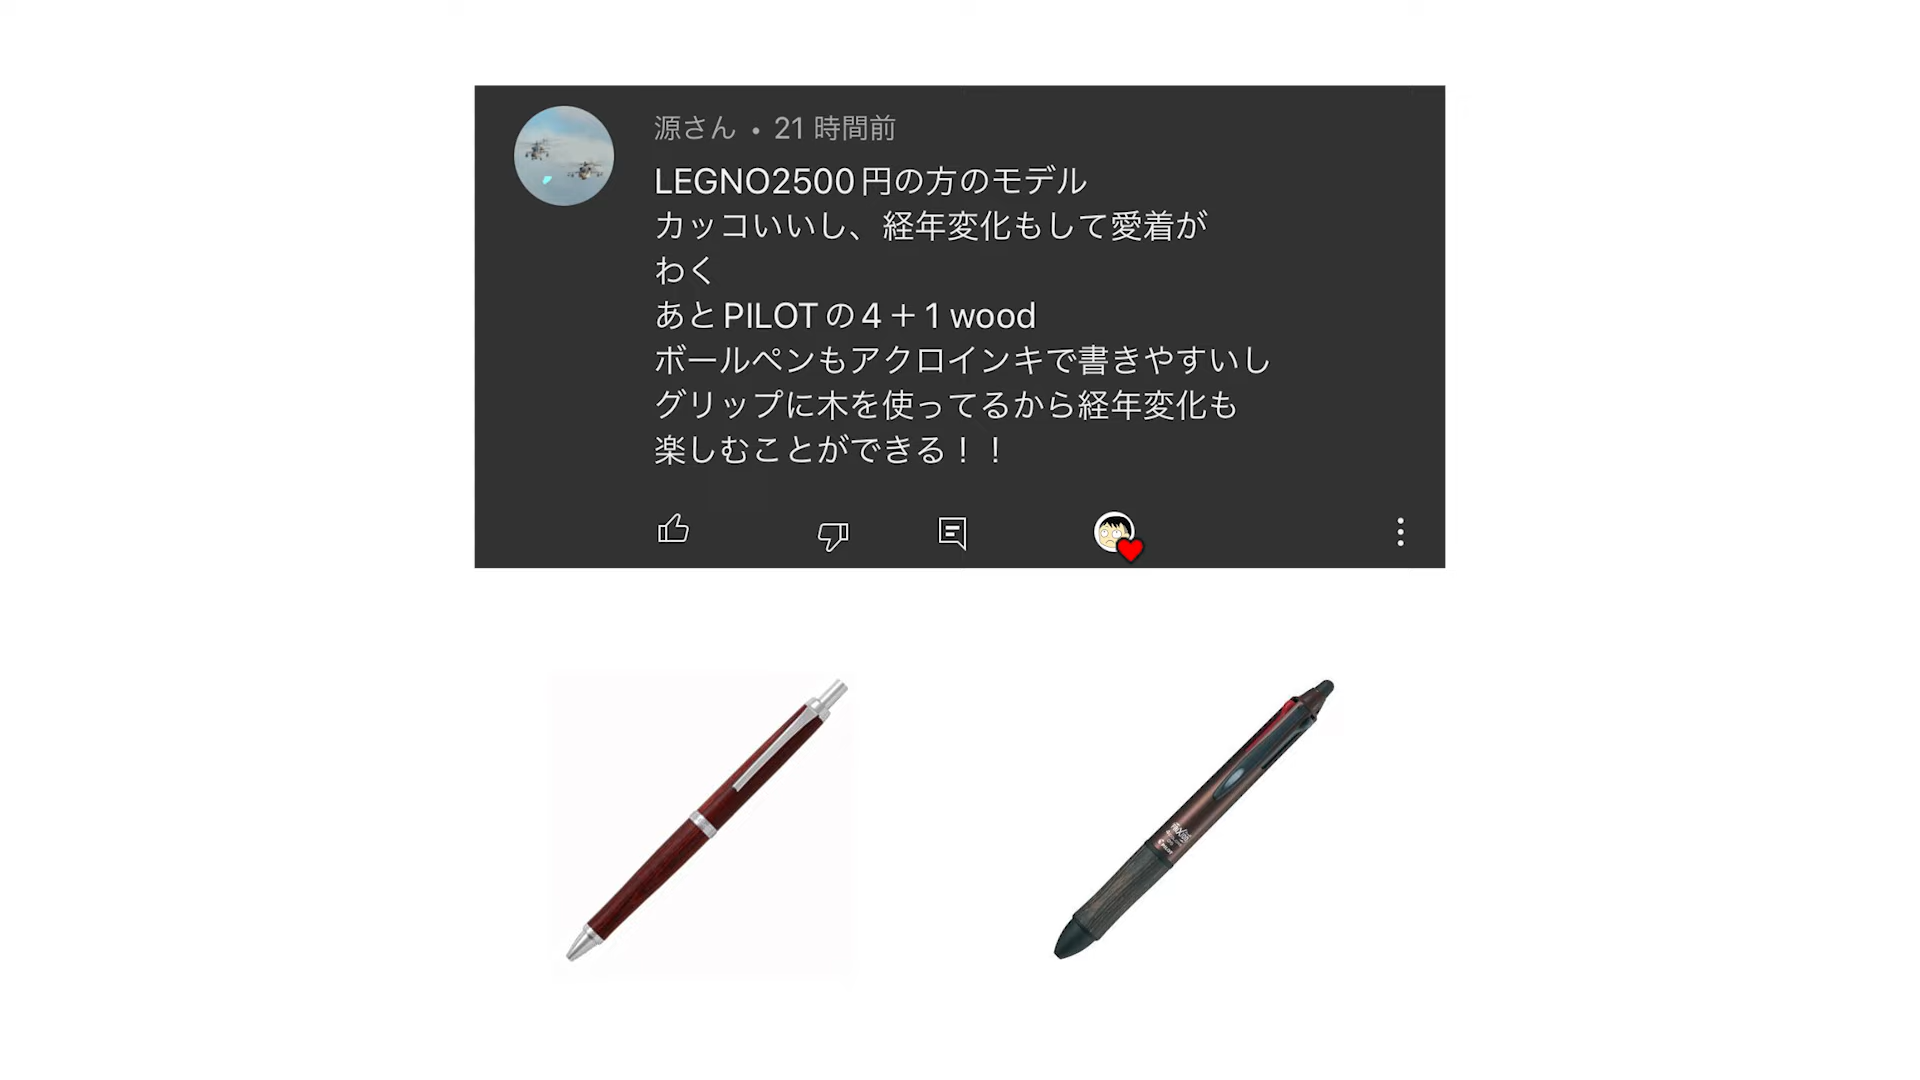 源さん • 21 時間前
LEGNO2500円の方のモデル
カッコいいし、経年変化もして愛着が
わく
あとPILOTの4＋1 wood
ボールペンもアクロインキで書きやすいし
グリップに木を使ってるから経年変化も
楽しむことができる！！